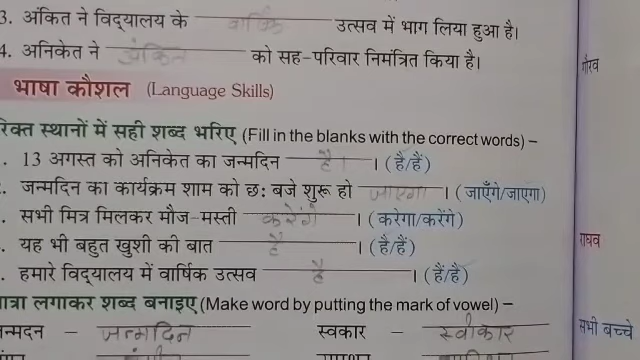 3. अंकित ने विद्यालय के वार्षिक उत्सव में भाग लिया हुआ है।
4. अनिकेत ने अंकित को सह-परिवार निमंत्रित किया है।
गौरव
भाषा कौशल (Language Skills)
रिक्त स्थानों में सही शब्द भरिए (Fill in the blanks with the correct words) –
. 13 अगस्त को अनिकेत का जन्मदिन है। । (है/हैं)
. जन्मदिन का कार्यक्रम शाम को छः बजे शुरू हो जाएगा । (जाएँगे/जाएगा)
. सभी मित्र मिलकर मौज-मस्ती करेंगे । (करेगा/करेंगे)
. यह भी बहुत खुशी की बात है । (है/हैं)
राघव
. हमारे विद्यालय में वार्षिक उत्सव है । (हैं/है)
मात्रा लगाकर शब्द बनाइए (Make word by putting the mark of vowel) –
जन्मदन – जन्मदिन स्वकार – स्वीकार
सभी बच्चे